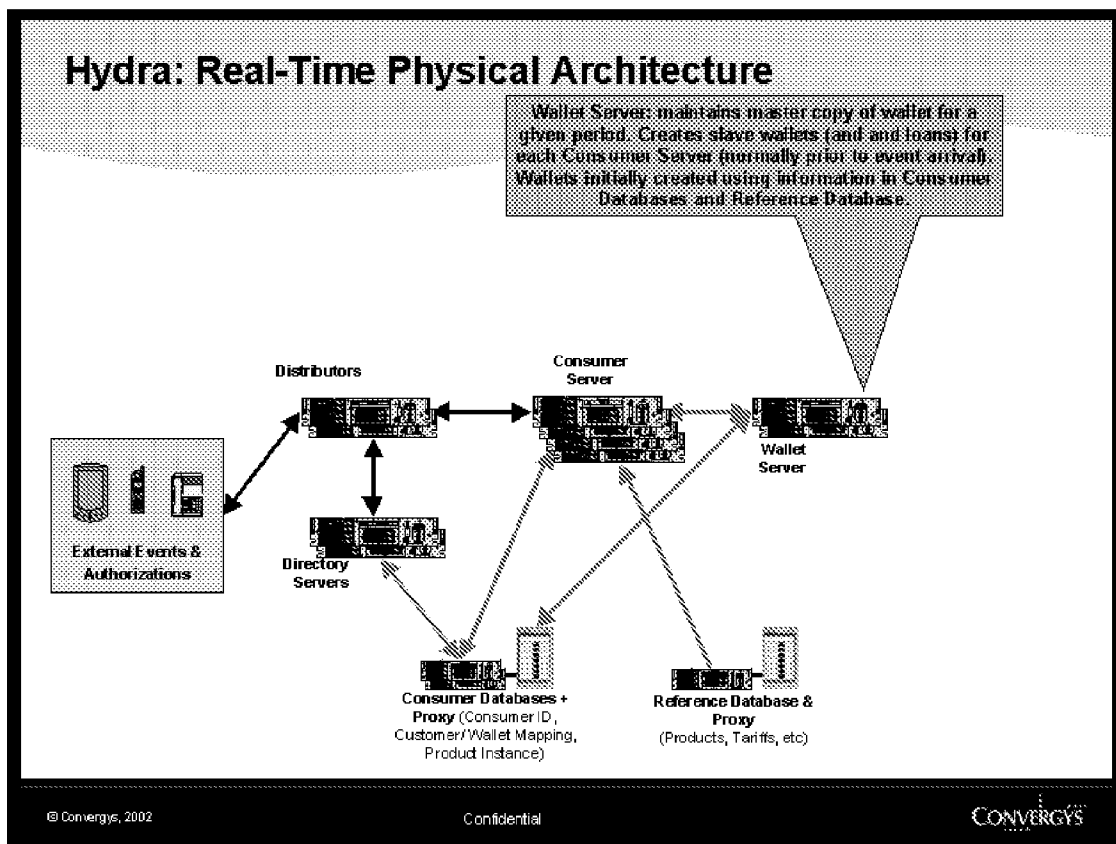 Hydra: Real-Time Physical Architecture
Wallet Server: maintains master copy of wallet for a
given period. Creates slave wallets (and and loans) for
each Consumer Server (normally prior to event arrival).
Wallets initially created using information in Consumer
Databases and Reference Database.
Distributors
Consumer
Server
Wallet
Server
External Events &
Authorizations
Directory
Servers
Consumer Databases +
Proxy (Consumer ID,
Customer/ Wallet Mapping,
Product Instance)
Reference Database &
Proxy
(Products, Tariffs, etc)
© Convergys, 2002
Confidential
CONVERGYS